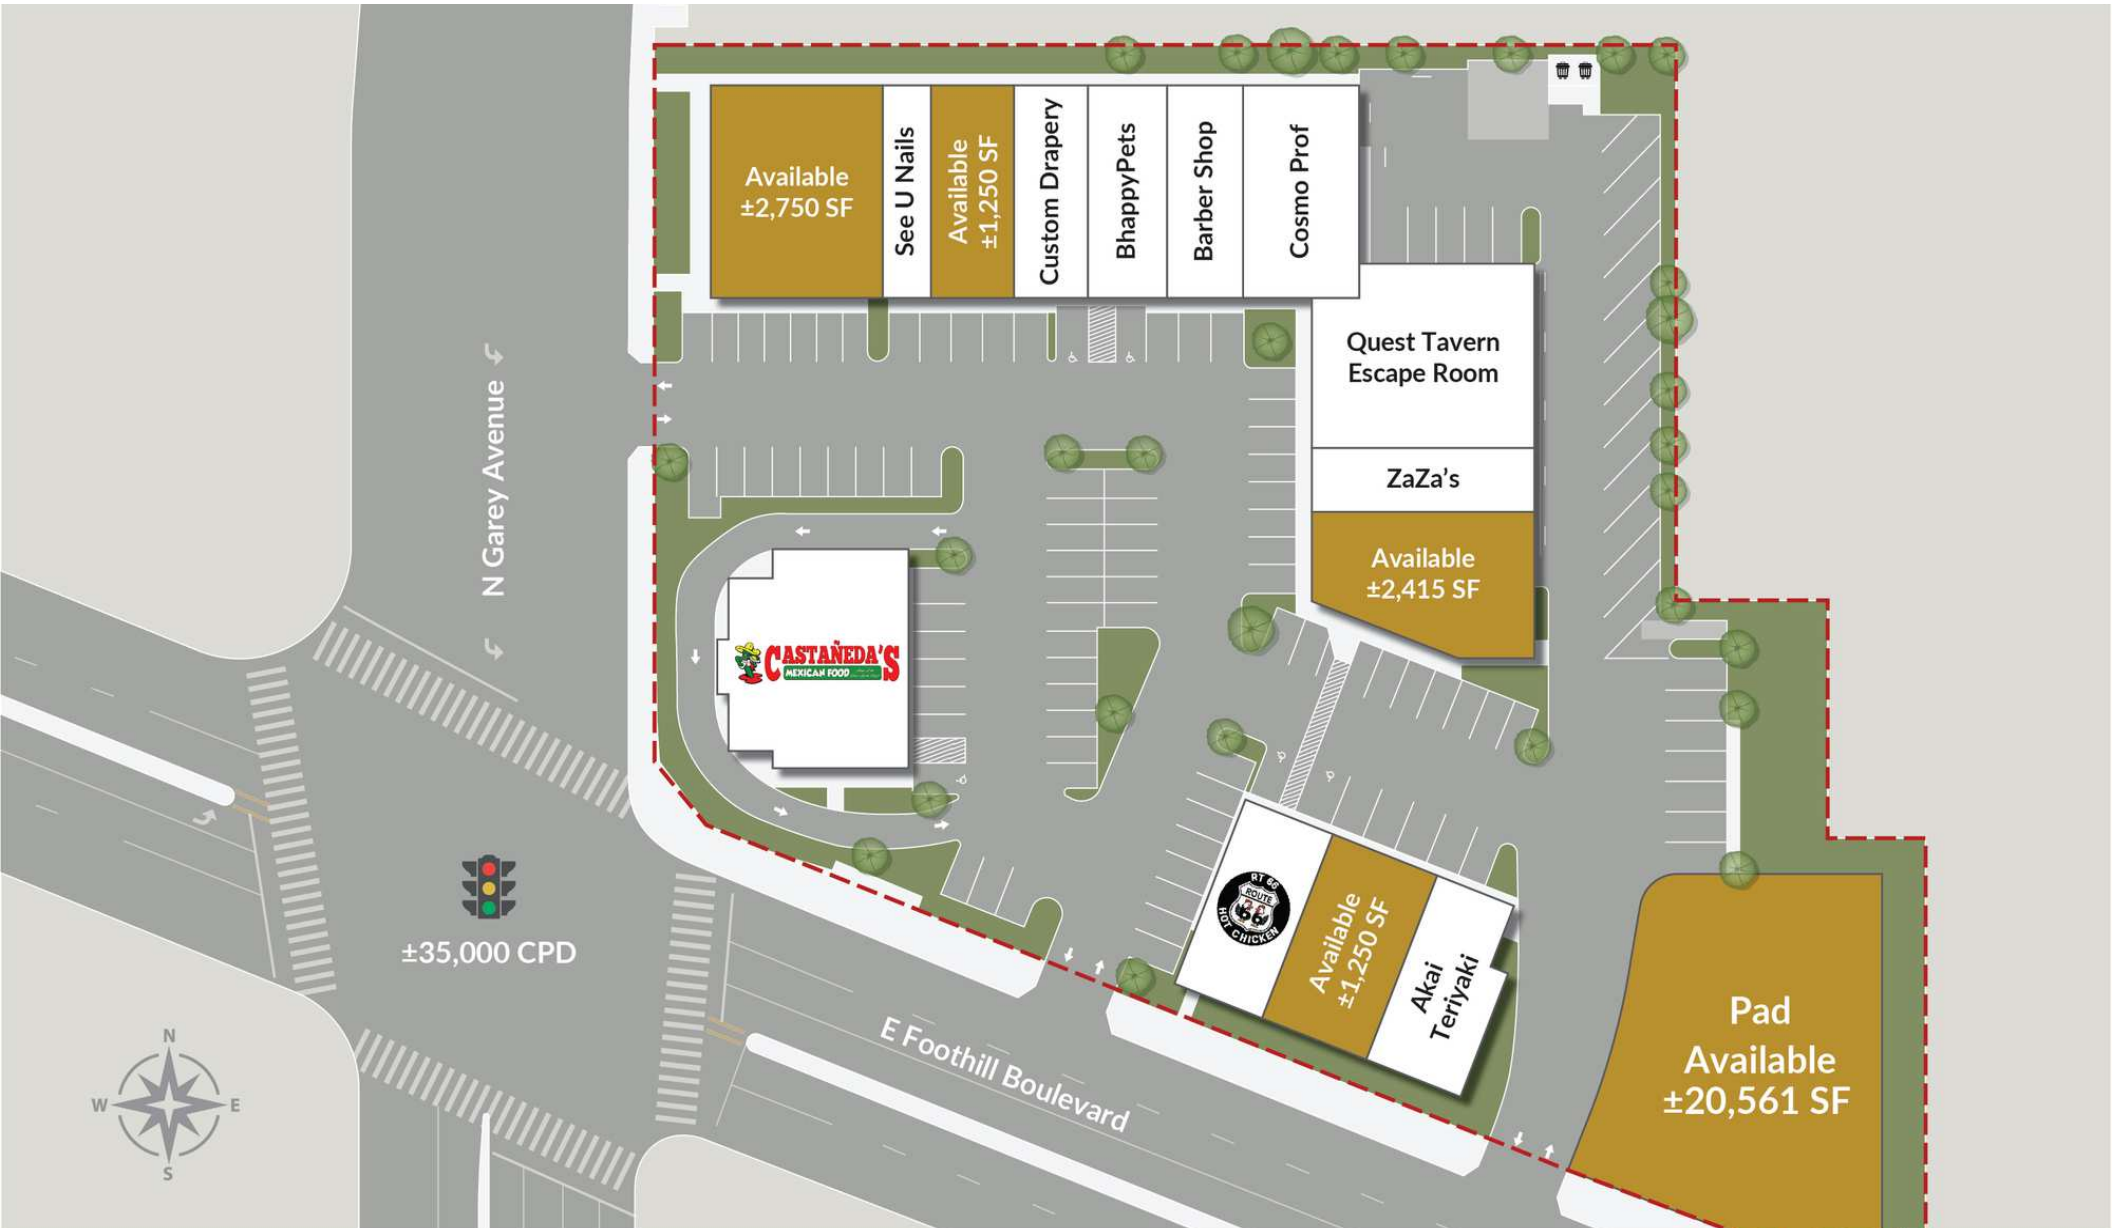 Available
±2,750 SF
See U Nails
Available
±1,250 SF
Custom Drapery
BhappyPets
Barber Shop
Cosmo Prof
Quest Tavern
Escape Room
ZaZa's
Available
±2,415 SF
N Garey Avenue
CASTAÑEDA'S
MEXICAN FOOD
RT 66
ROUTE
66
HOT CHICKEN
Available
±1,250 SF
Akai
Teriyaki
±35,000 CPD
E Foothill Boulevard
Pad
Available
±20,561 SF
N
W
E
S